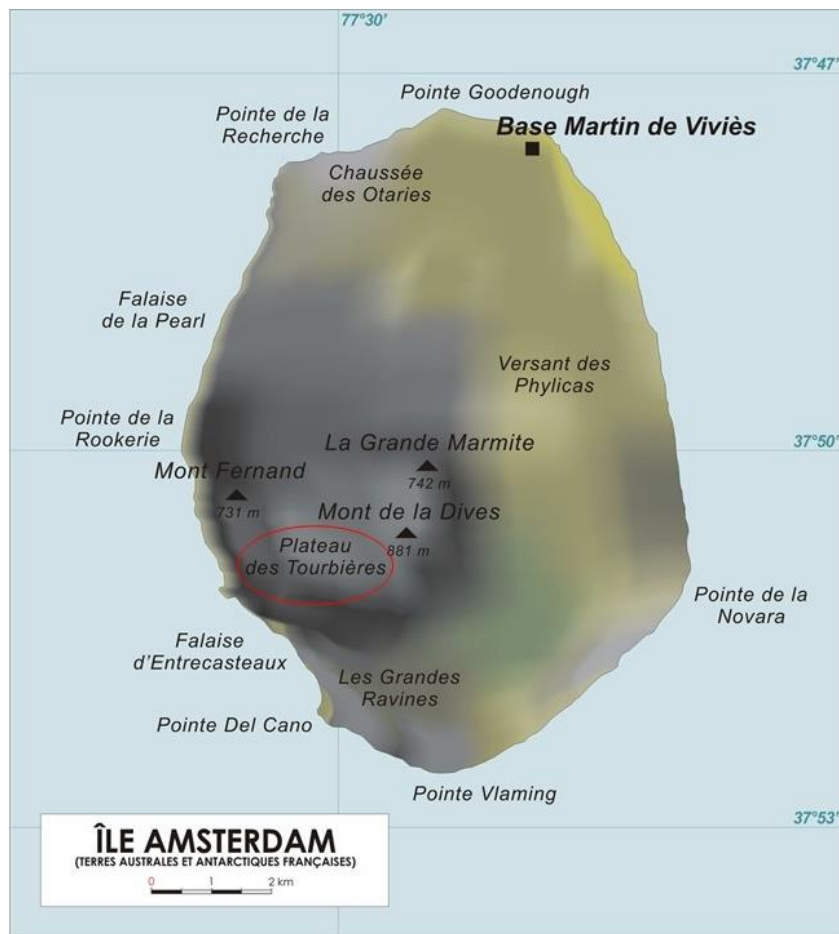 77°30'
37°47'
Pointe Goodenough
Pointe de la
Recherche
Base Martin de Viviès
Chaussée
des Otaries
Falaise
de la Pearl
Versant des
Phylicas
Pointe de la
Rookerie
37°50'
La Grande Marmite
742 m
Mont Fernand
731 m
Mont de la Dives
881 m
Plateau
des Tourbières
Pointe de la
Novara
Falaise
d'Entrecasteaux
Les Grandes
Ravines
Pointe Del Cano
Pointe Vlaming
37°53'
ÎLE AMSTERDAM
(TERRES AUSTRALES ET ANTARCTIQUES FRANÇAISES)
0 1 2 km